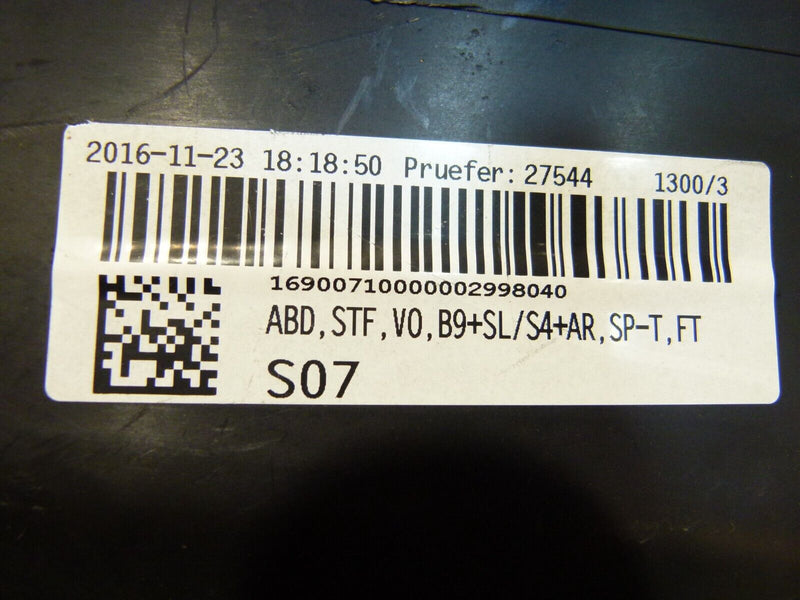 2016-11-23 18:18:50 Pruefer: 27544 1300/3
16900710000002998040
ABD,STF,VO,B9+SL/S4+AR,SP-T,FT
S07